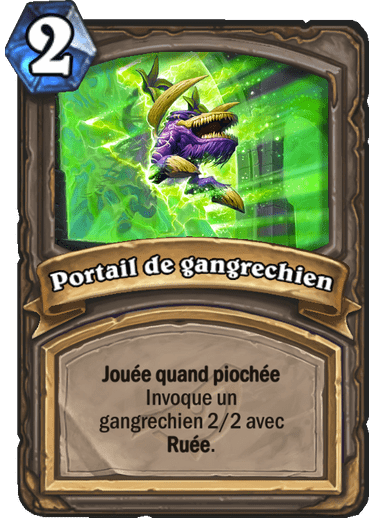 2
Portail de gangrechien
Jouée quand piochée
Invoque un
gangrechien 2/2 avec
Ruée.